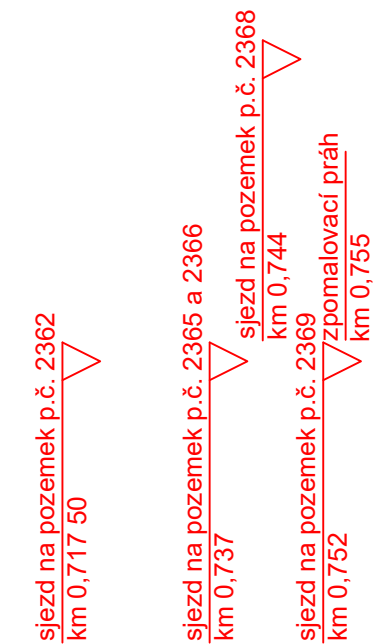 sjezd na pozemek p.č. 2362
km 0,717 50
sjezd na pozemek p.č. 2365 a 2366
km 0,737
sjezd na pozemek p.č. 2368
km 0,744
sjezd na pozemek p.č. 2369
km 0,752
zpomalovací práh
km 0,755